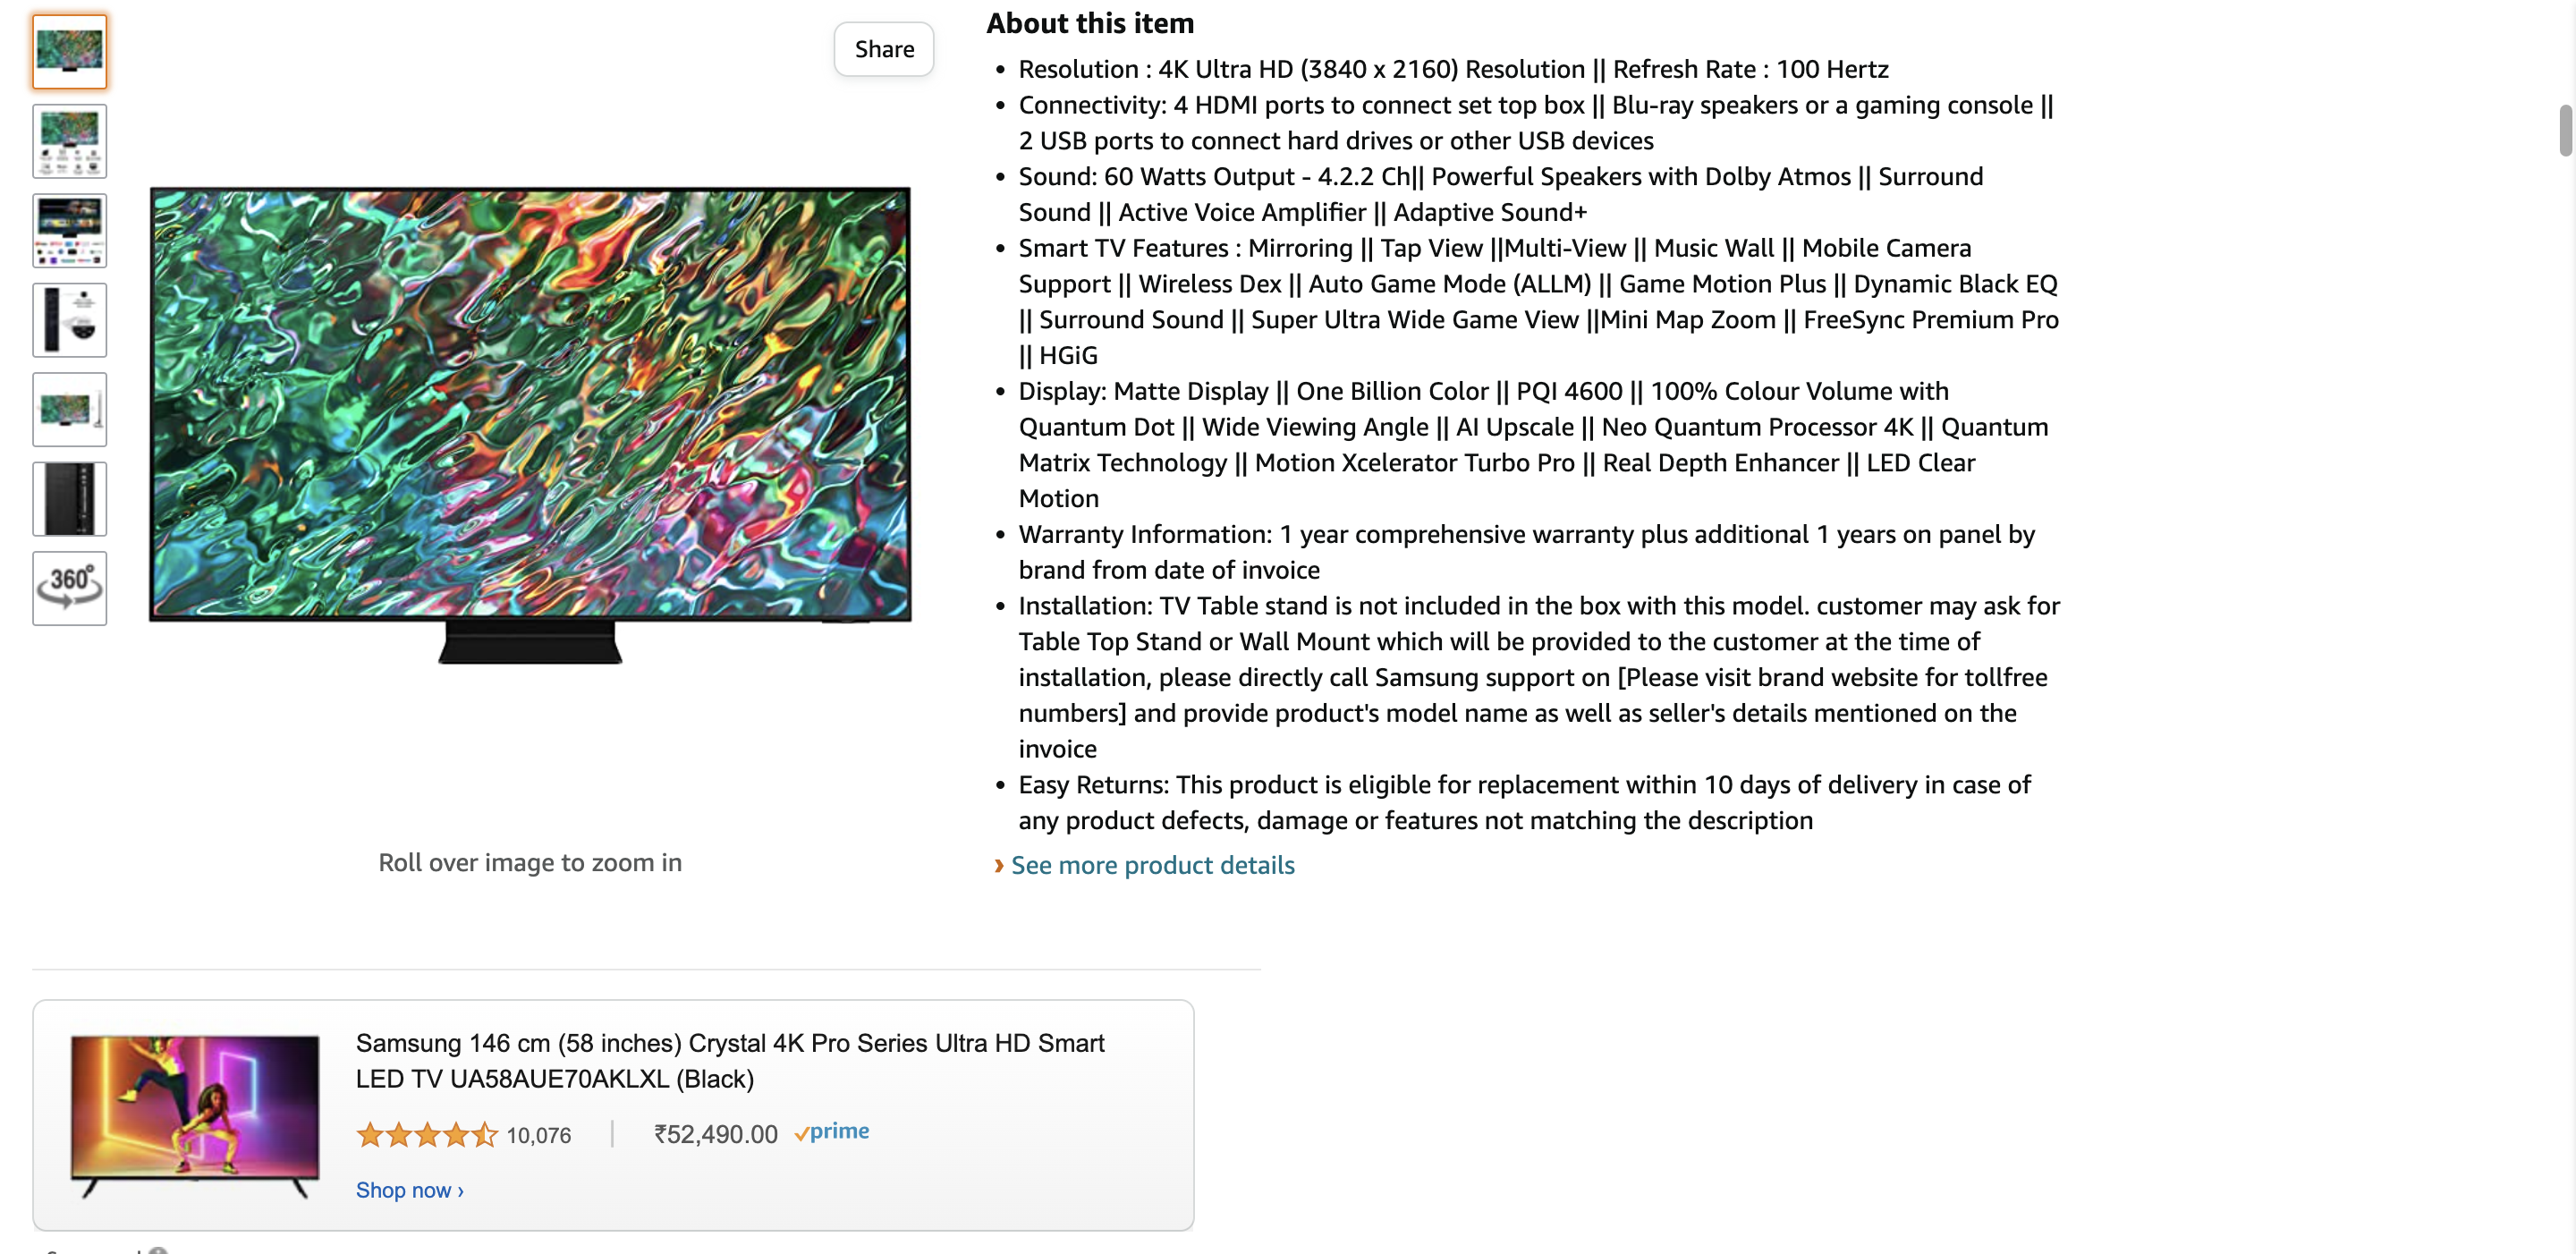 Share
360°
Roll over image to zoom in
About this item
Resolution : 4K Ultra HD (3840 x 2160) Resolution || Refresh Rate : 100 Hertz
Connectivity: 4 HDMI ports to connect set top box || Blu-ray speakers or a gaming console ||
2 USB ports to connect hard drives or other USB devices
Sound: 60 Watts Output - 4.2.2 Ch|| Powerful Speakers with Dolby Atmos || Surround
Sound || Active Voice Amplifier || Adaptive Sound+
Smart TV Features : Mirroring || Tap View ||Multi-View || Music Wall || Mobile Camera
Support || Wireless Dex || Auto Game Mode (ALLM) || Game Motion Plus || Dynamic Black EQ
|| Surround Sound || Super Ultra Wide Game View ||Mini Map Zoom || FreeSync Premium Pro
|| HGiG
Display: Matte Display || One Billion Color || PQI 4600 || 100% Colour Volume with
Quantum Dot || Wide Viewing Angle || AI Upscale || Neo Quantum Processor 4K || Quantum
Matrix Technology || Motion Xcelerator Turbo Pro || Real Depth Enhancer || LED Clear
Motion
Warranty Information: 1 year comprehensive warranty plus additional 1 years on panel by
brand from date of invoice
Installation: TV Table stand is not included in the box with this model. customer may ask for
Table Top Stand or Wall Mount which will be provided to the customer at the time of
installation, please directly call Samsung support on [Please visit brand website for tollfree
numbers] and provide product's model name as well as seller's details mentioned on the
invoice
Easy Returns: This product is eligible for replacement within 10 days of delivery in case of
any product defects, damage or features not matching the description
› See more product details
Samsung 146 cm (58 inches) Crystal 4K Pro Series Ultra HD Smart
LED TV UA58AUE70AKLXL (Black)
10,076 | ₹52,490.00 prime
Shop now ›